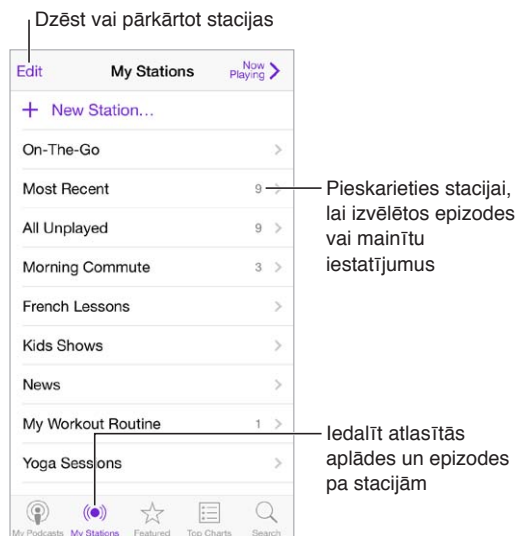 Dzēst vai pārkārtot stacijas
Edit My Stations Now Playing
+ New Station...
On-The-Go
Most Recent 9
All Unplayed 9
Morning Commute 3
French Lessons
Kids Shows
News
My Workout Routine 1
Yoga Sessions
My Podcasts My Stations Featured Top Charts Search
Pieskarieties stacijai,
lai izvēlētos epizodes
vai mainītu
iestatījumus
Iedalīt atlasītās
aplādes un epizodes
pa stacijām